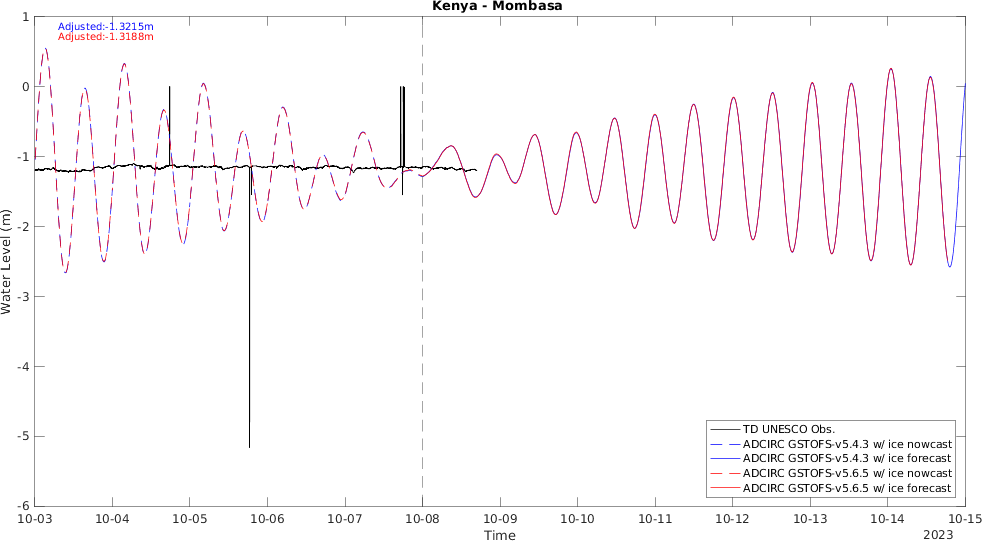 Kenya - Mombasa
Adjusted:-1.3215m
Adjusted:-1.3188m
1
0
-1
-2
-3
-4
-5
-6
Water Level (m)
TD UNESCO Obs.
ADCIRC GSTOFS-v5.4.3 w/ ice nowcast
ADCIRC GSTOFS-v5.4.3 w/ ice forecast
ADCIRC GSTOFS-v5.6.5 w/ ice nowcast
ADCIRC GSTOFS-v5.6.5 w/ ice forecast
10-03 10-04 10-05 10-06 10-07 10-08 10-09 10-10 10-11 10-12 10-13 10-14 10-15
Time
2023